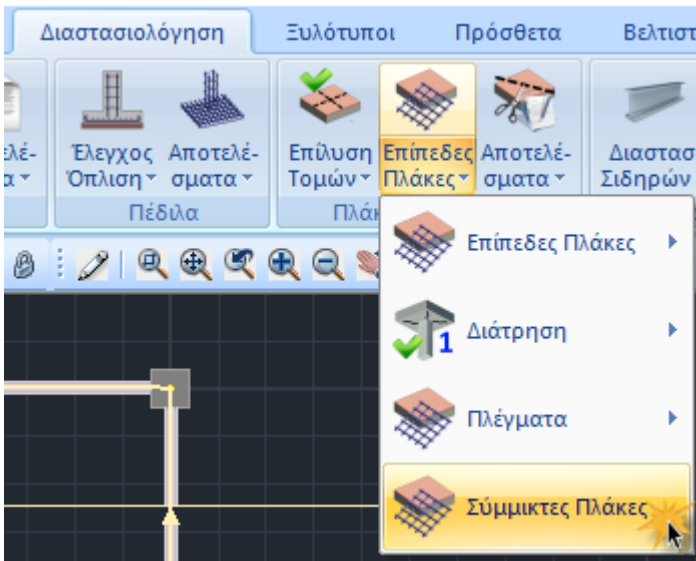 Διαστασιολόγηση Ξυλότυποι Πρόσθετα
Έλεγχος Αποτελέ- Επίλυση Επίπεδες Αποτελέ-
Όπλιση σματα Τομών Πλάκες σματα Σιδηρών
Πέδιλα
Επίπεδες Πλάκες
Διάτρηση
1
Πλέγματα
Σύμμικτες Πλάκες